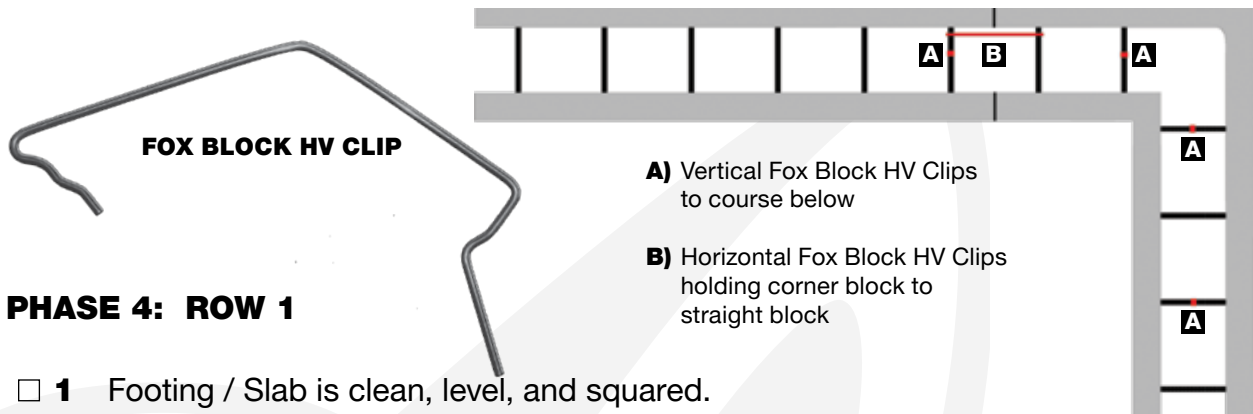 FOX BLOCK HV CLIP
A B A
A
A) Vertical Fox Block HV Clips
to course below
B) Horizontal Fox Block HV Clips
holding corner block to
straight block
A
PHASE 4: ROW 1
☐ 1 Footing / Slab is clean, level, and squared.